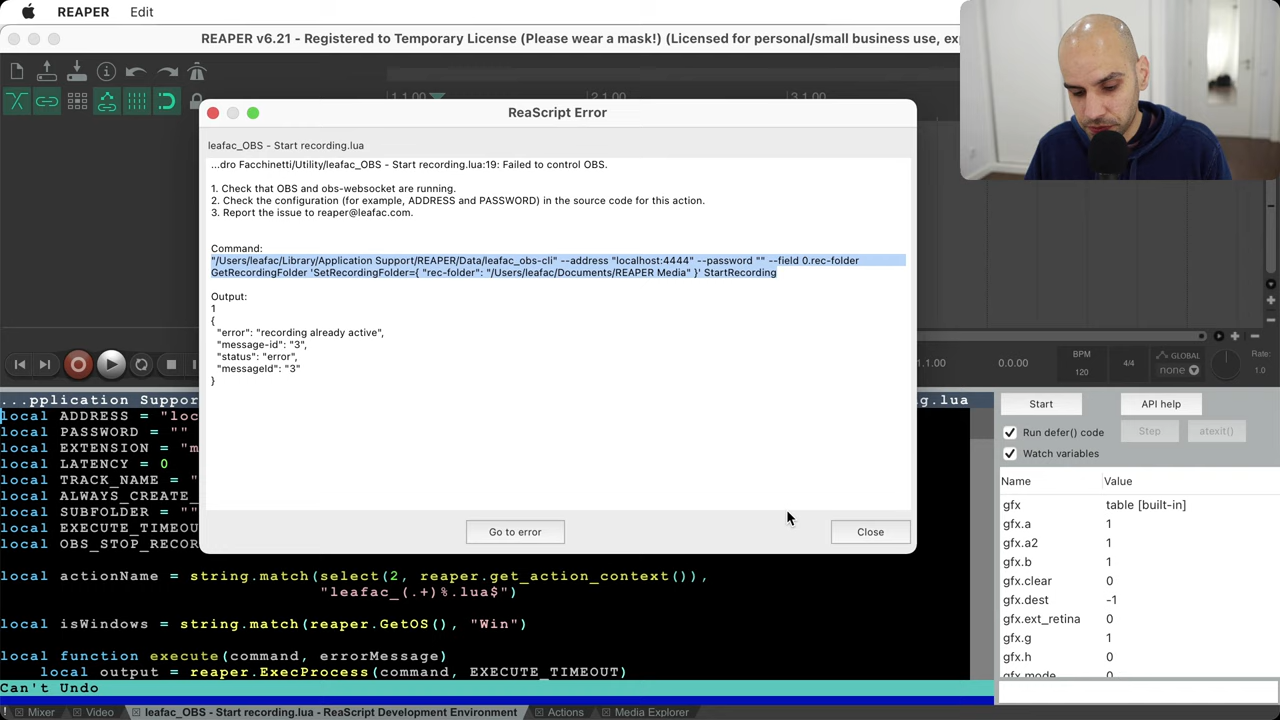 REAPER Edit
REAPER v6.21 - Registered to Temporary License (Please wear a mask!) (Licensed for personal/small business use, ex
1.1.00 2.1.00 3.1.00
ReaScript Error
leafac_OBS - Start recording.lua
...dro Facchinetti/Utility/leafac_OBS - Start recording.lua:19: Failed to control OBS.
1. Check that OBS and obs-websocket are running.
2. Check the configuration (for example, ADDRESS and PASSWORD) in the source code for this action.
3. Report the issue to reaper@leafac.com.
Command:
"/Users/leafac/Library/Application Support/REAPER/Data/leafac_obs-cli" --address "localhost:4444" --password "" --field 0.rec-folder
GetRecordingFolder 'SetRecordingFolder={ "rec-folder": "/Users/leafac/Documents/REAPER Media" }' StartRecording
Output:
1
{
"error": "recording already active",
"message-id": "3",
"status": "error",
"messageId": "3"
}
Go to error Close
1.1.00 0.0.00 BPM 120 4/4 GLOBAL none Rate: 1.0
...pplication Suppor g.lua
local ADDRESS = "loc
local PASSWORD = ""
local EXTENSION = "m
local LATENCY = 0
local TRACK_NAME = "
local ALWAYS_CREATE_
local SUBFOLDER = ""
local EXECUTE_TIMEOU
local OBS_STOP_RECOR
local actionName = string.match(select(2, reaper.get_action_context()),
"leafac_(.+)%.lua$")
local isWindows = string.match(reaper.GetOS(), "Win")
local function execute(command, errorMessage)
local output = reaper.ExecProcess(command, EXECUTE_TIMEOUT)
Can't Undo
Start API help
Run defer() code Step atexit()
Watch variables
Name Value
gfx table [built-in]
gfx.a 1
gfx.a2 1
gfx.b 1
gfx.clear 0
gfx.dest -1
gfx.ext_retina 0
gfx.g 1
gfx.h 0
gfx.mode 0
! Mixer Video leafac_OBS - Start recording.lua - ReaScript Development Environment Actions Media Explorer